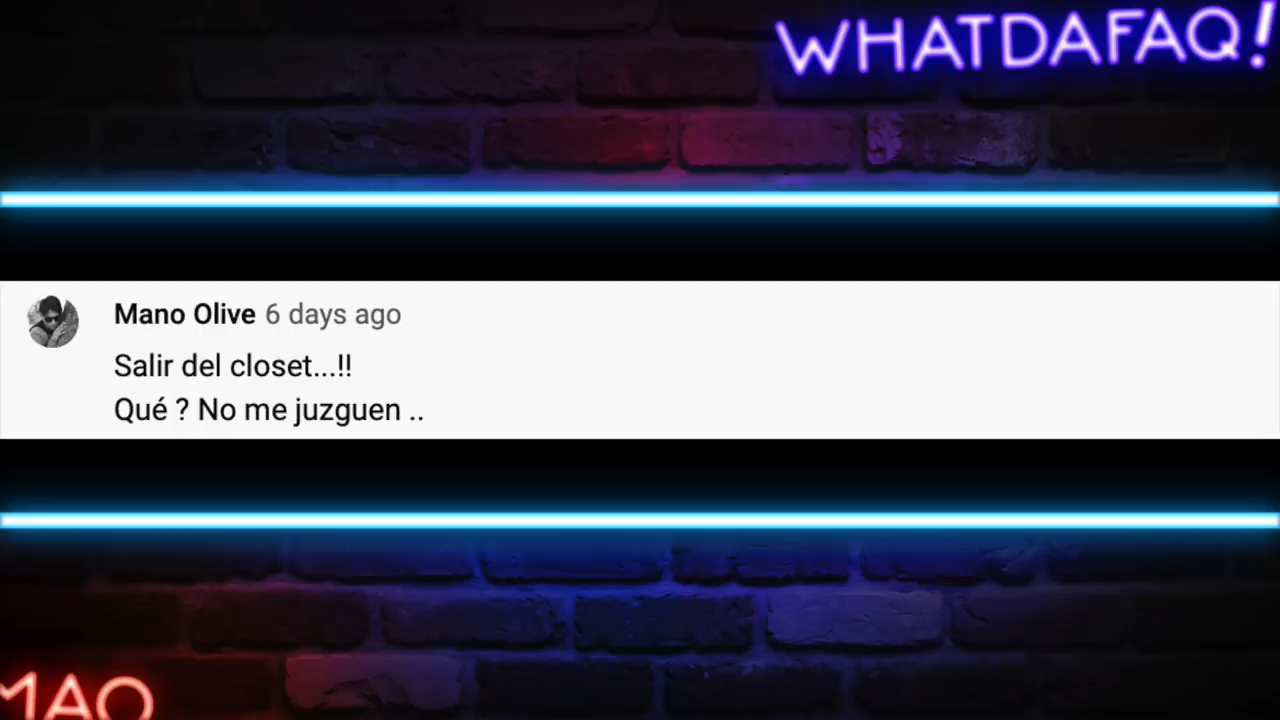 WHATDAFAQ!
Mano Olive 6 days ago
Salir del closet...!!
Qué ? No me juzguen ..
MAO